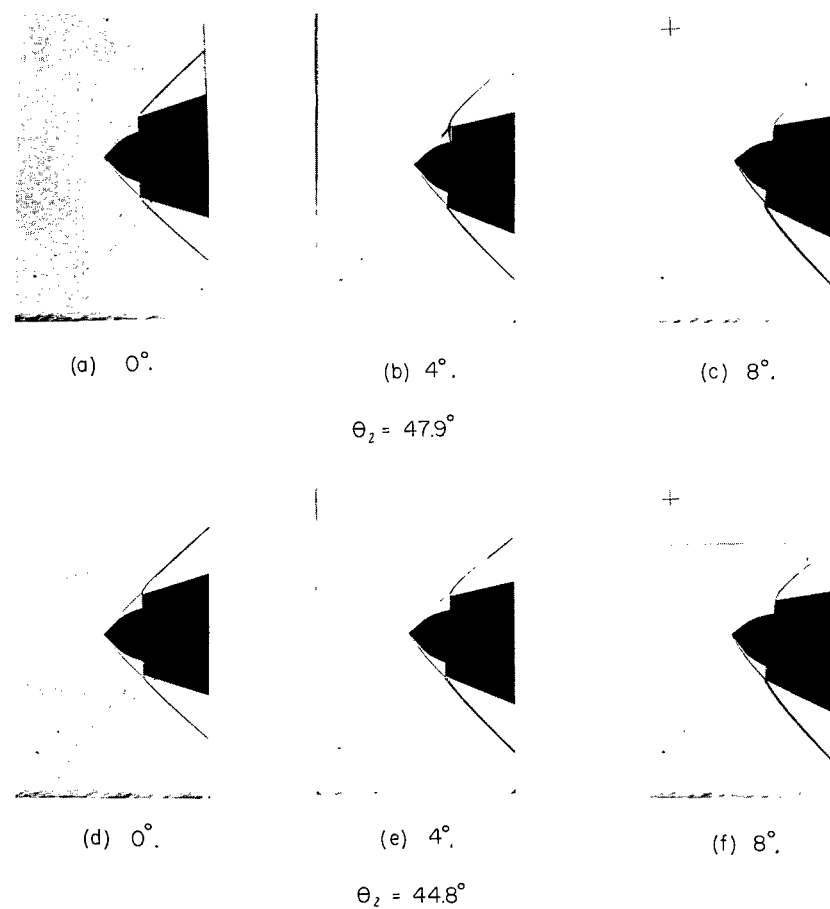 (a) 0°.
(b) 4°.
(c) 8°.
θ₂ = 47.9°
(d) 0°.
(e) 4°.
(f) 8°.
θ₂ = 44.8°